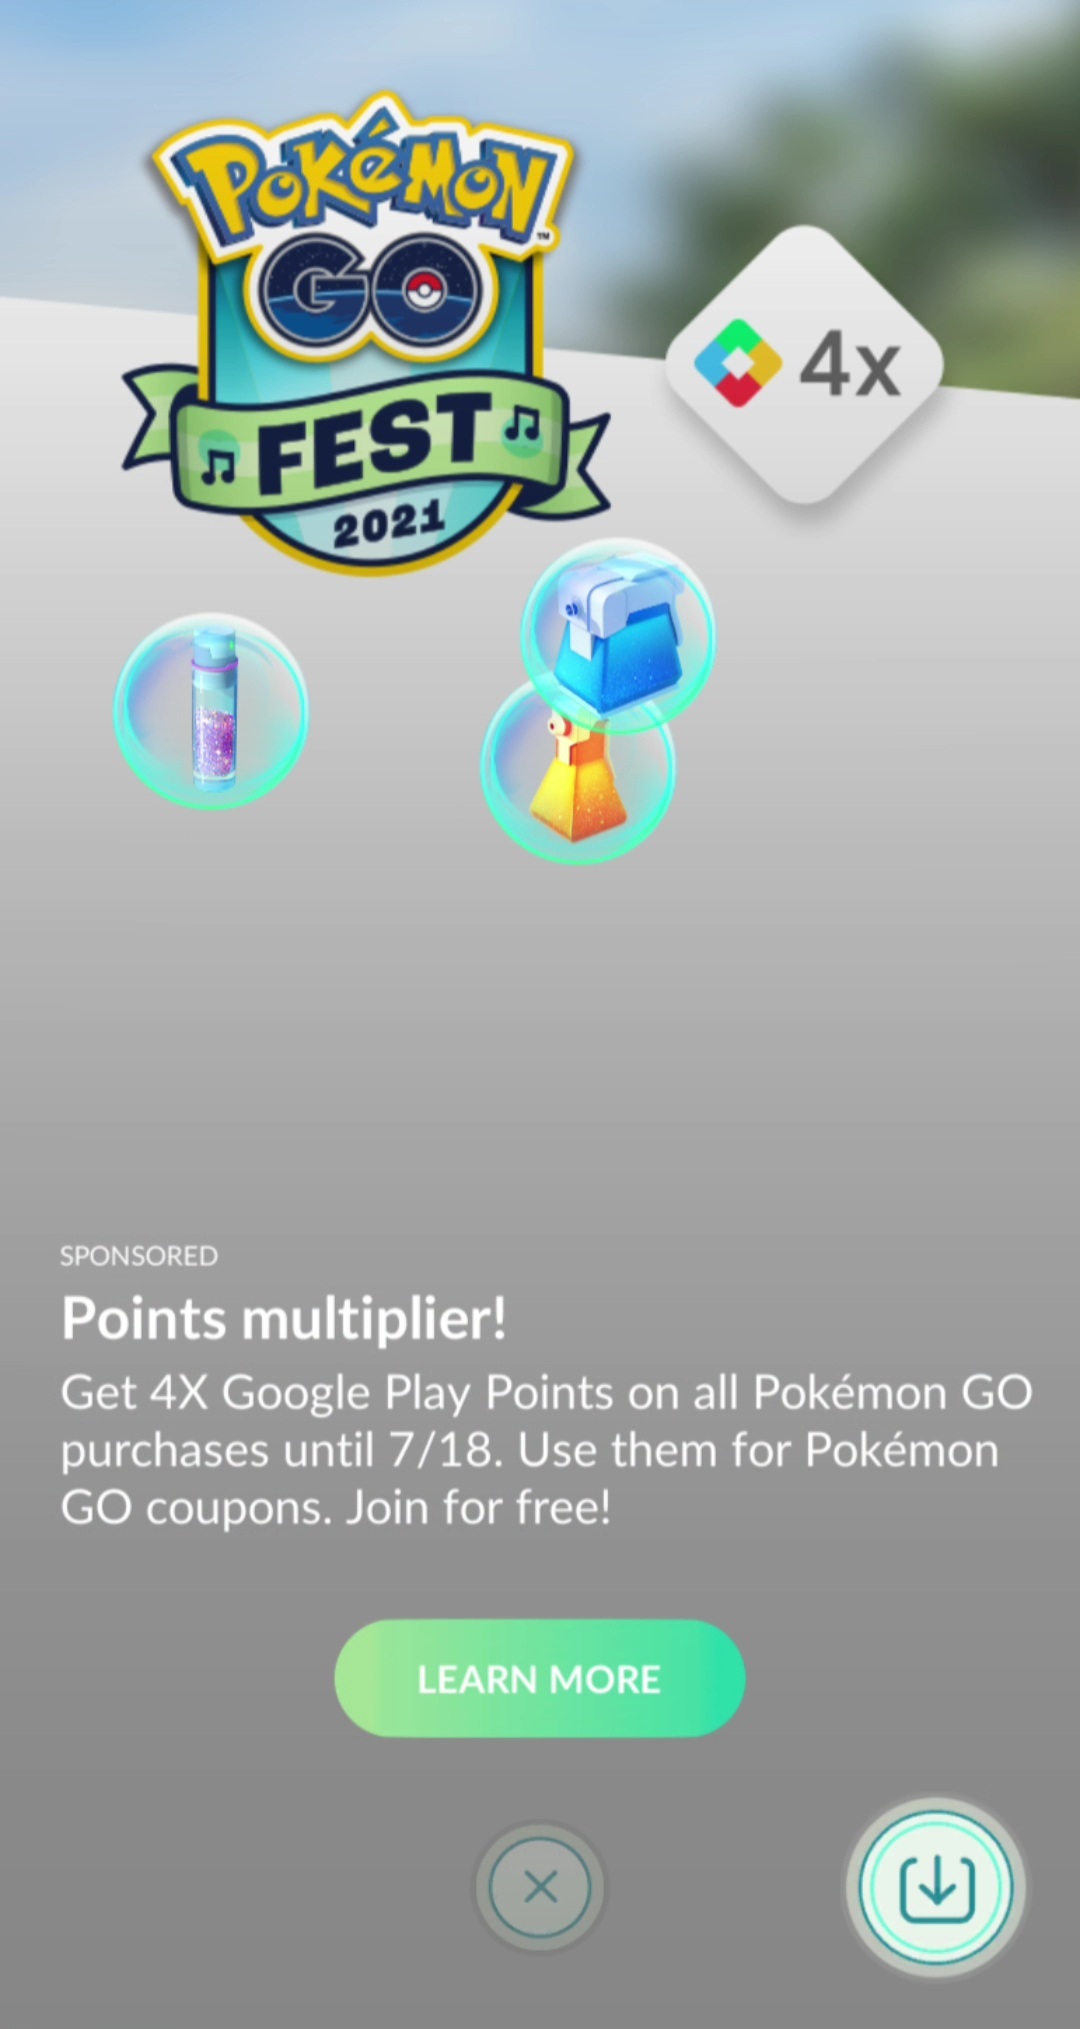 POKéMON
GO
™
FEST
2021
4x
SPONSORED
Points multiplier!
Get 4X Google Play Points on all Pokémon GO
purchases until 7/18. Use them for Pokémon
GO coupons. Join for free!
LEARN MORE